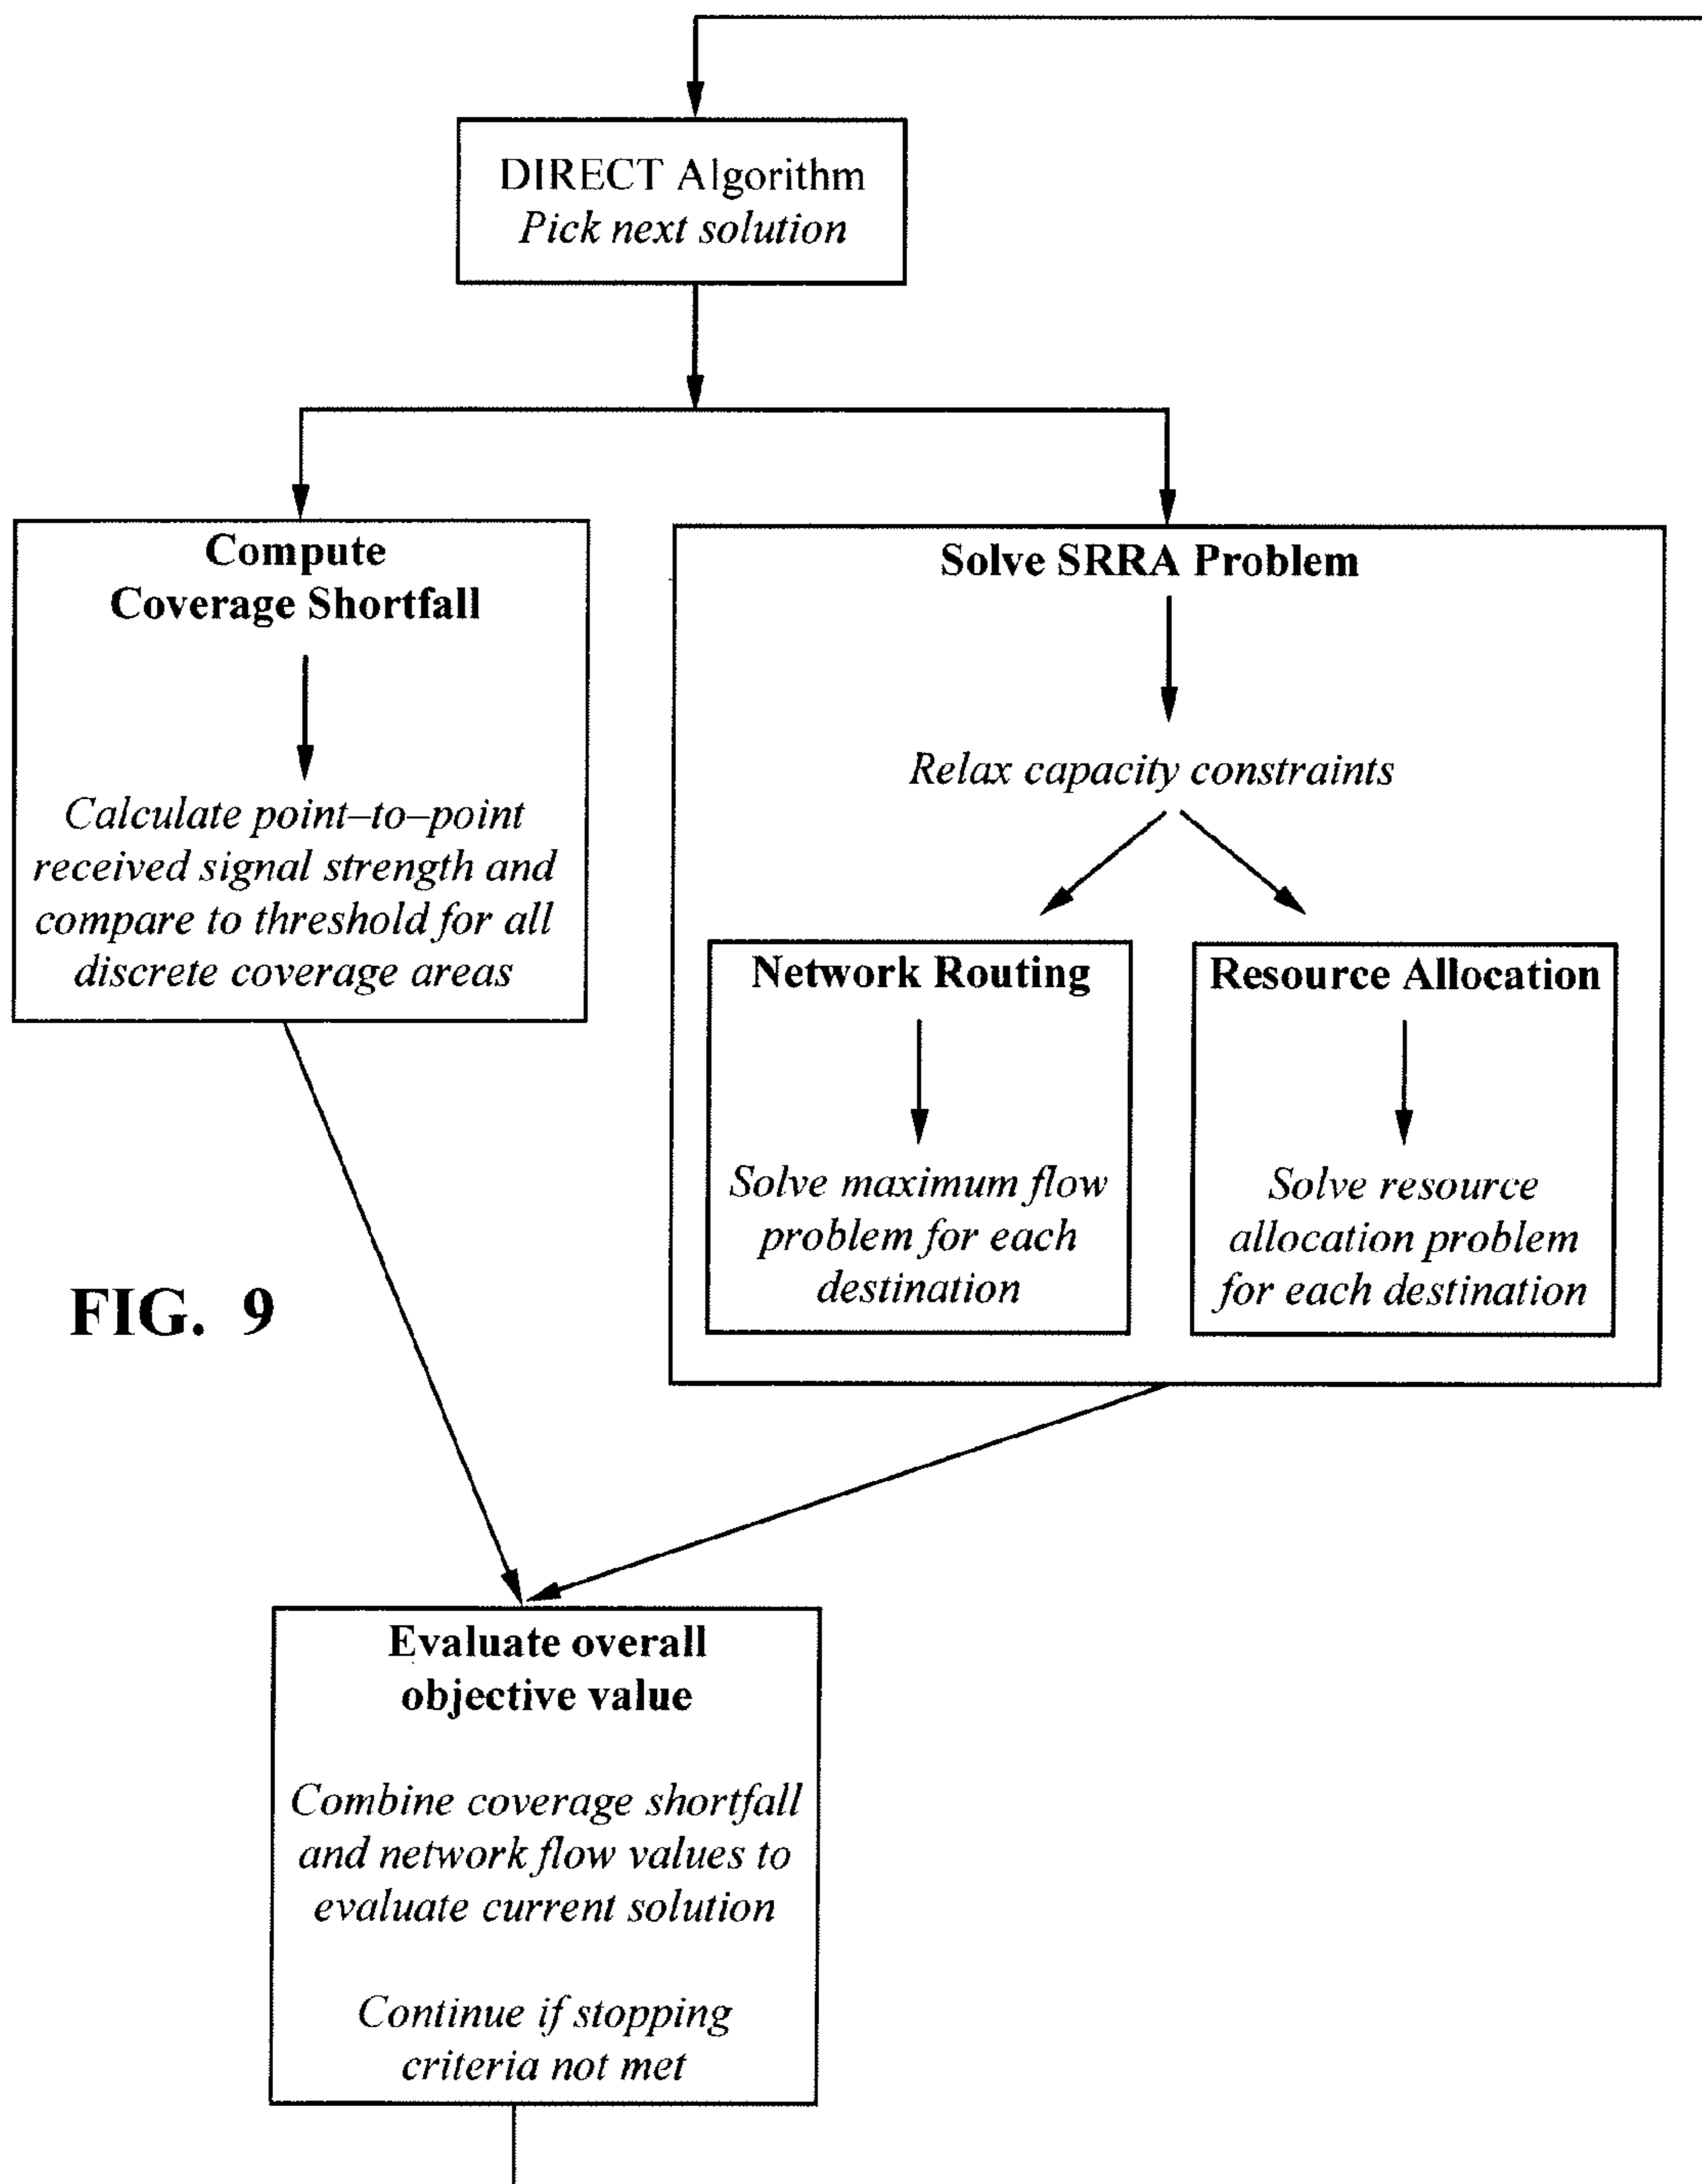 DIRECT Algorithm
Pick next solution
Compute
Coverage Shortfall
Calculate point–to–point
received signal strength and
compare to threshold for all
discrete coverage areas
Solve SRRA Problem
Relax capacity constraints
Network Routing
Solve maximum flow
problem for each
destination
Resource Allocation
Solve resource
allocation problem
for each destination
FIG. 9
Evaluate overall
objective value
Combine coverage shortfall
and network flow values to
evaluate current solution
Continue if stopping
criteria not met